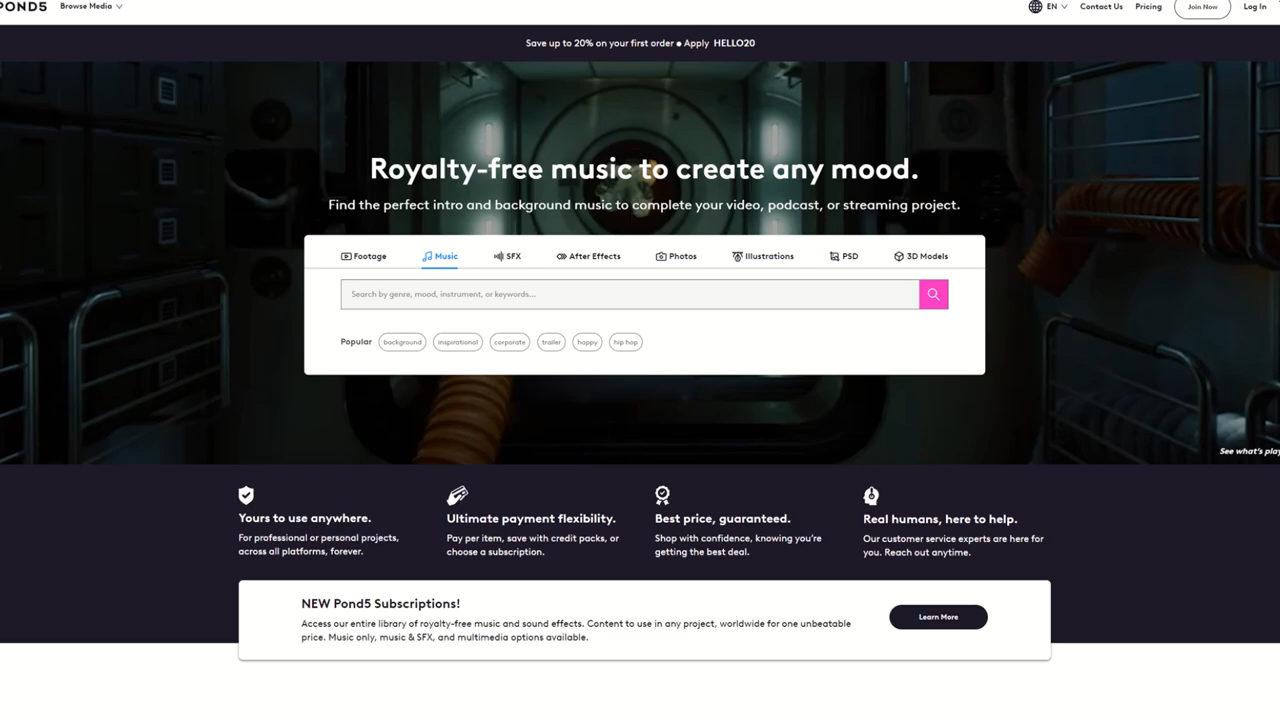 POND5
Browse Media
EN
Contact Us
Pricing
Join Now
Log In
Save up to 20% on your first order ● Apply HELLO20
Royalty-free music to create any mood.
Find the perfect intro and background music to complete your video, podcast, or streaming project.
Footage
Music
SFX
After Effects
Photos
Illustrations
PSD
3D Models
Search by genre, mood, instrument, or keywords...
Popular
background
inspirational
corporate
trailer
happy
hip hop
See what's play
Yours to use anywhere.
For professional or personal projects,
across all platforms, forever.
Ultimate payment flexibility.
Pay per item, save with credit packs, or
choose a subscription.
Best price, guaranteed.
Shop with confidence, knowing you're
getting the best deal.
Real humans, here to help.
Our customer service experts are here for
you. Reach out anytime.
NEW Pond5 Subscriptions!
Access our entire library of royalty-free music and sound effects. Content to use in any project, worldwide for one unbeatable
price. Music only, music & SFX, and multimedia options available.
Learn More